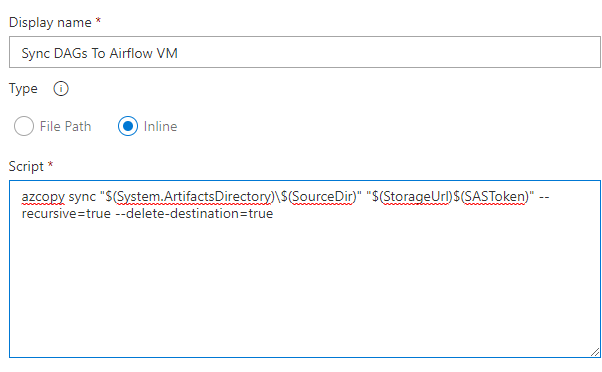 Display name *
Sync DAGs To Airflow VM
Type
File Path
Inline
Script *
azcopy sync "$(System.ArtifactsDirectory)\$(SourceDir)" "$(StorageUrl)$(SASToken)" --
recursive=true --delete-destination=true